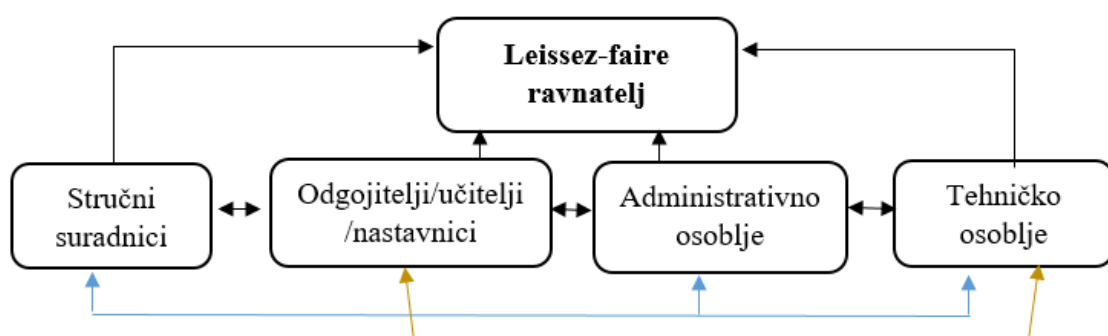 Leissez-faire
ravnatelj
Stručni
suradnici
Odgojitelji/učitelji
/nastavnici
Administrativno
osoblje
Tehničko
osoblje